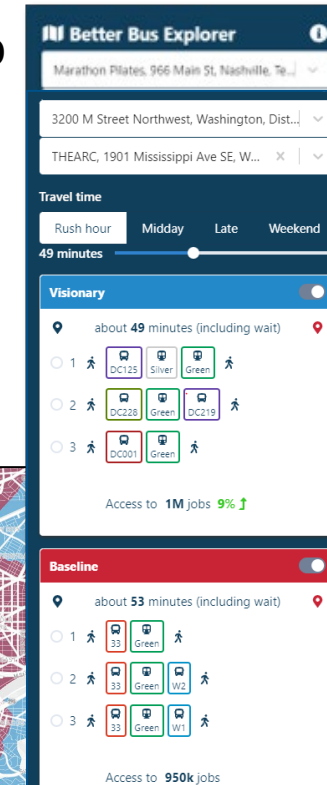 Better Bus Explorer
Marathon Pilates, 966 Main St, Nashville, Te...
3200 M Street Northwest, Washington, Dist...
THEARC, 1901 Mississippi Ave SE, W...
Travel time
Rush hour Midday Late Weekend
49 minutes
Visionary
about 49 minutes (including wait)
1 DC125 Silver Green
2 DC228 Green DC219
3 DC001 Green
Access to 1M jobs 9%
Baseline
about 53 minutes (including wait)
1 33 Green
2 33 Green W2
3 33 Green W1
Access to 950k jobs